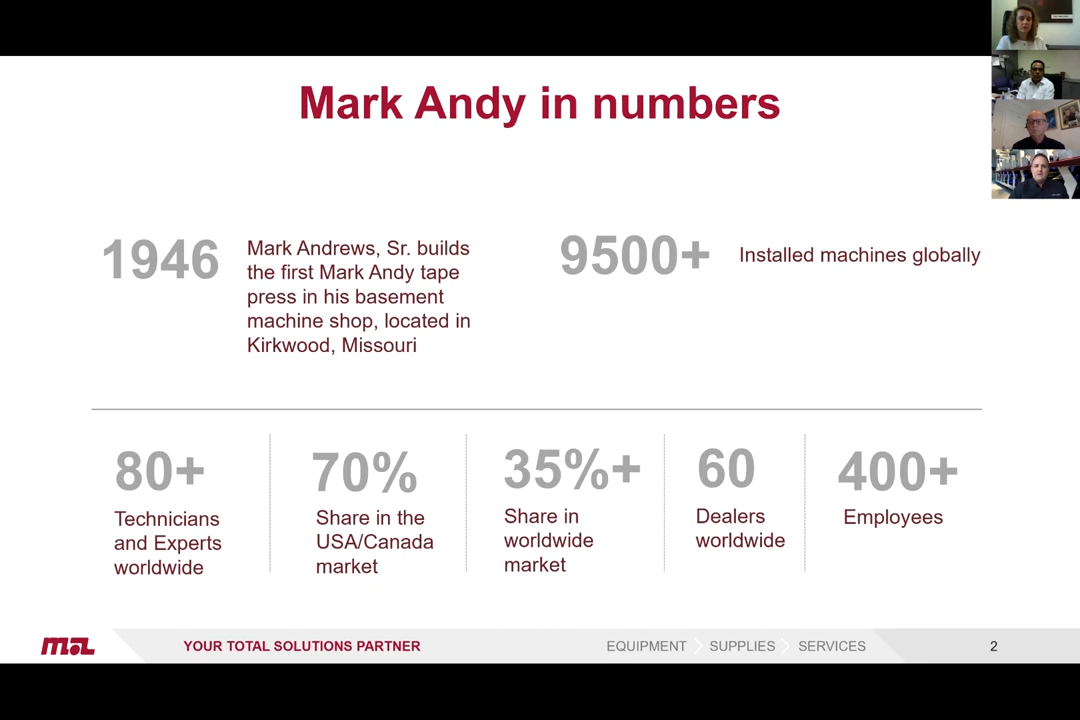 Mark Andy in numbers
1946
Mark Andrews, Sr. builds
the first Mark Andy tape
press in his basement
machine shop, located in
Kirkwood, Missouri
9500+
Installed machines globally
80+
Technicians
and Experts
worldwide
70%
Share in the
USA/Canada
market
35%+
Share in
worldwide
market
60
Dealers
worldwide
400+
Employees
YOUR TOTAL SOLUTIONS PARTNER
EQUIPMENT
SUPPLIES
SERVICES
2